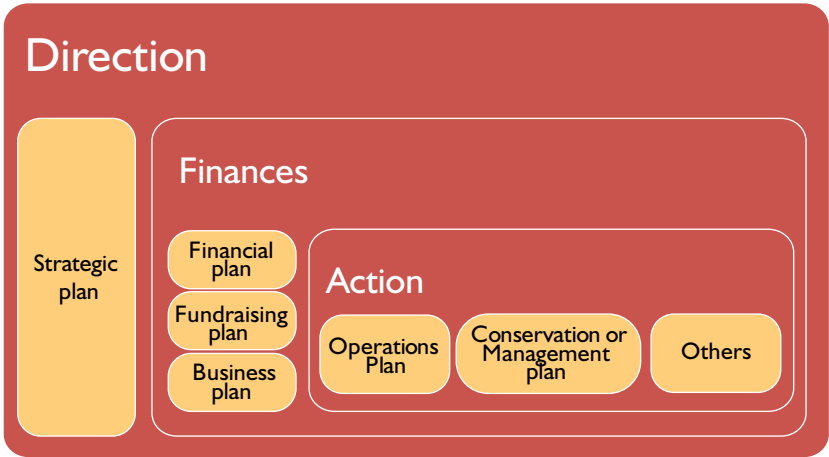 Direction
Strategic
plan
Finances
Financial
plan
Fundraising
plan
Business
plan
Action
Operations
Plan
Conservation or
Management
plan
Others